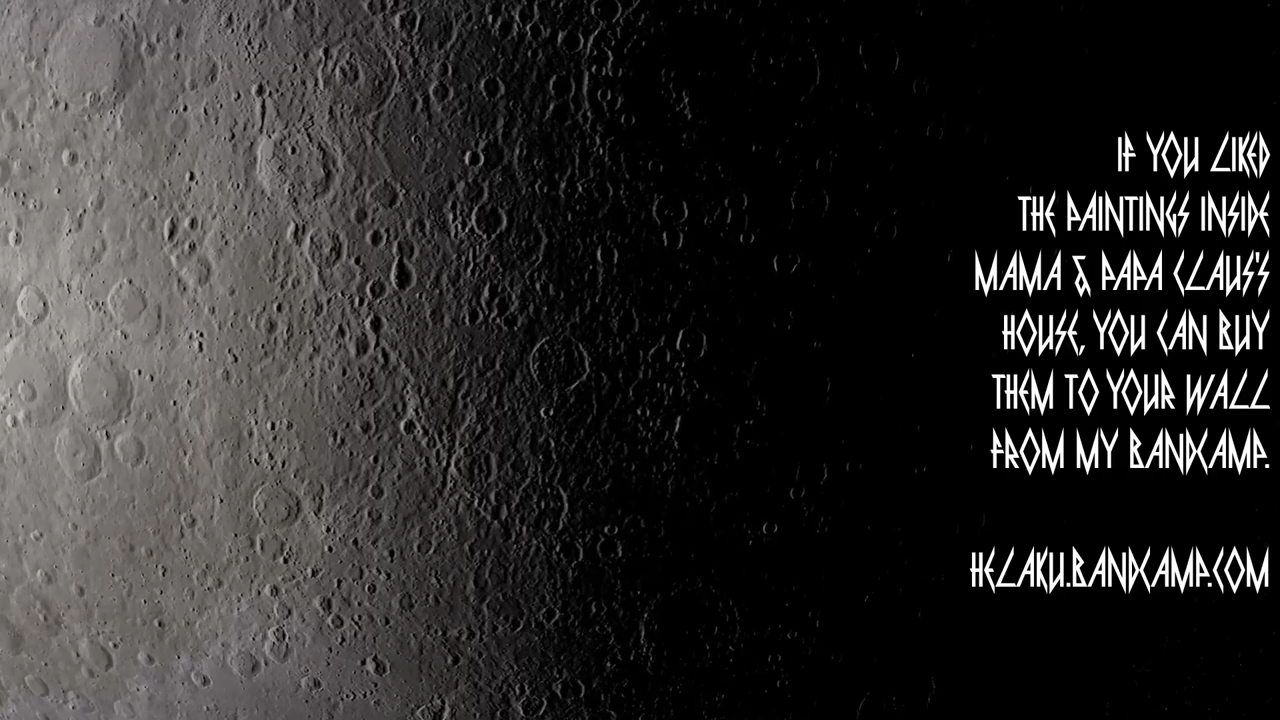 IF YOU LIKED
THE PAINTINGS INSIDE
MAMA & PAPA CLAUS'S
HOUSE, YOU CAN BUY
THEM TO YOUR WALL
FROM MY BANDCAMP.
HELAKU.BANDCAMP.COM